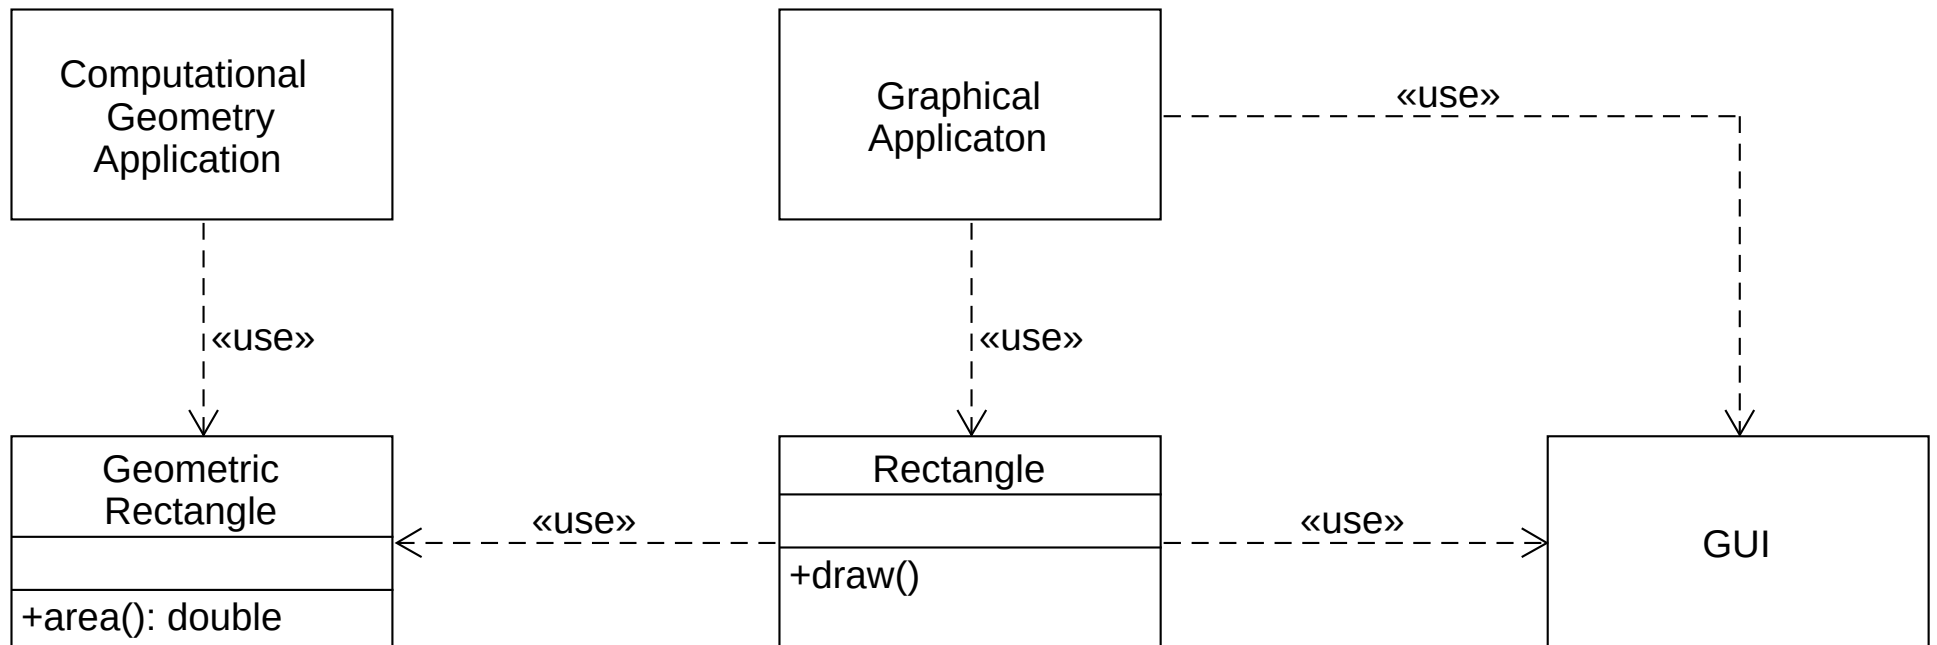 Computational
Geometry
Application
Graphical
Applicaton
«use»
«use»
«use»
Geometric
Rectangle
+area(): double
«use»
Rectangle
+draw()
«use»
GUI